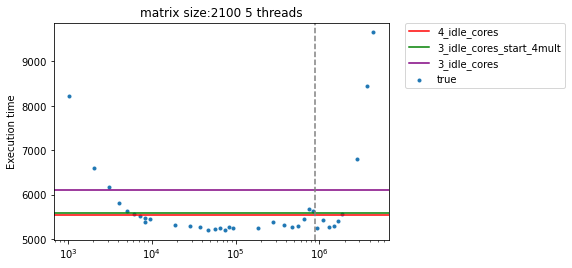 matrix size:2100 5 threads
Execution time
9000
8000
7000
6000
5000
10³
10⁴
10⁵
10⁶
4_idle_cores
3_idle_cores_start_4mult
3_idle_cores
true